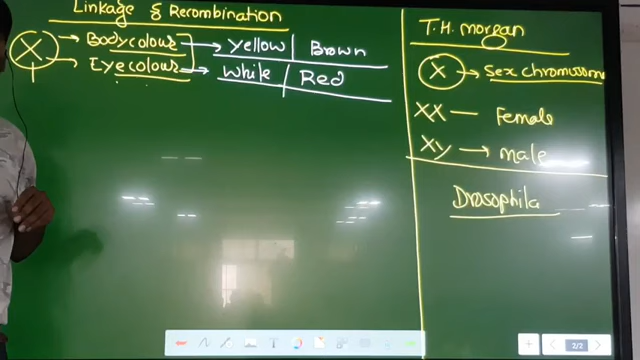 Linkage & Recombination
X → Bodycolour → Yellow | Brown
→ Eyecolour → White | Red
T.H. morgan
X → Sex chromosome
XX — Female
Xy → male
Drosophila
2/2